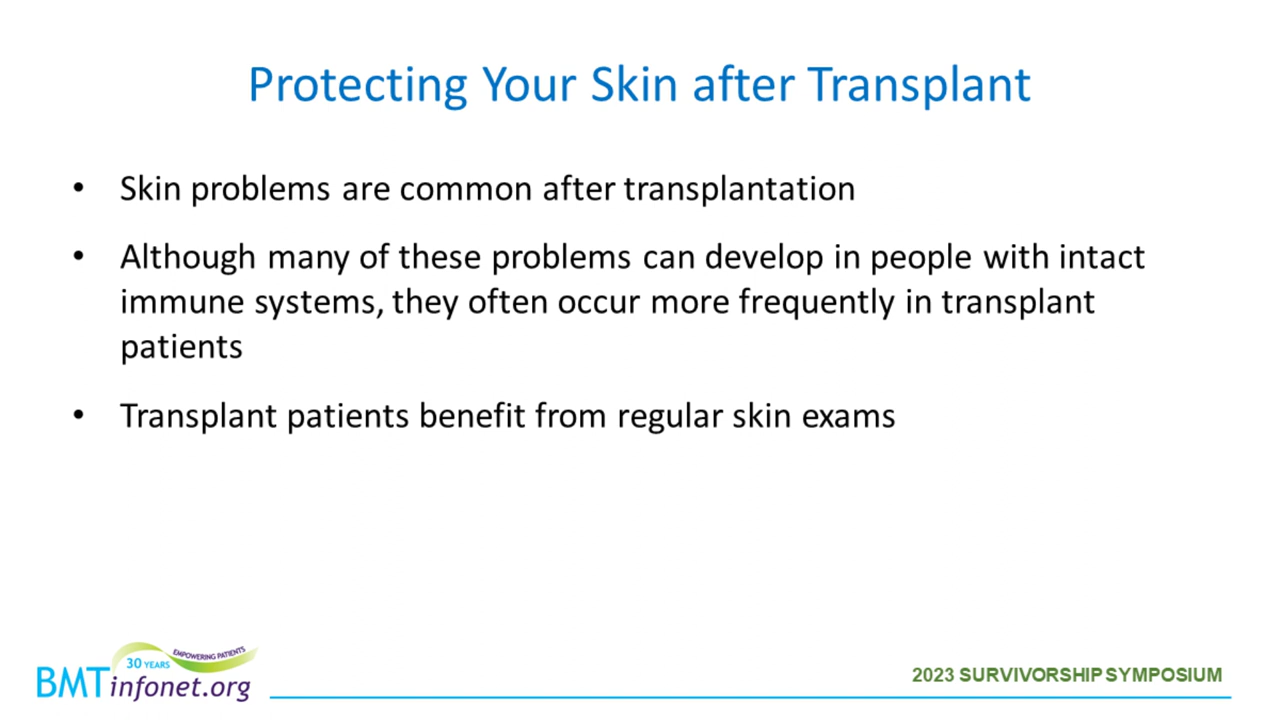 Protecting Your Skin after Transplant
• Skin problems are common after transplantation
• Although many of these problems can develop in people with intact
immune systems, they often occur more frequently in transplant
patients
• Transplant patients benefit from regular skin exams
30 YEARS EMPOWERING PATIENTS
BMTinfonet.org
2023 SURVIVORSHIP SYMPOSIUM